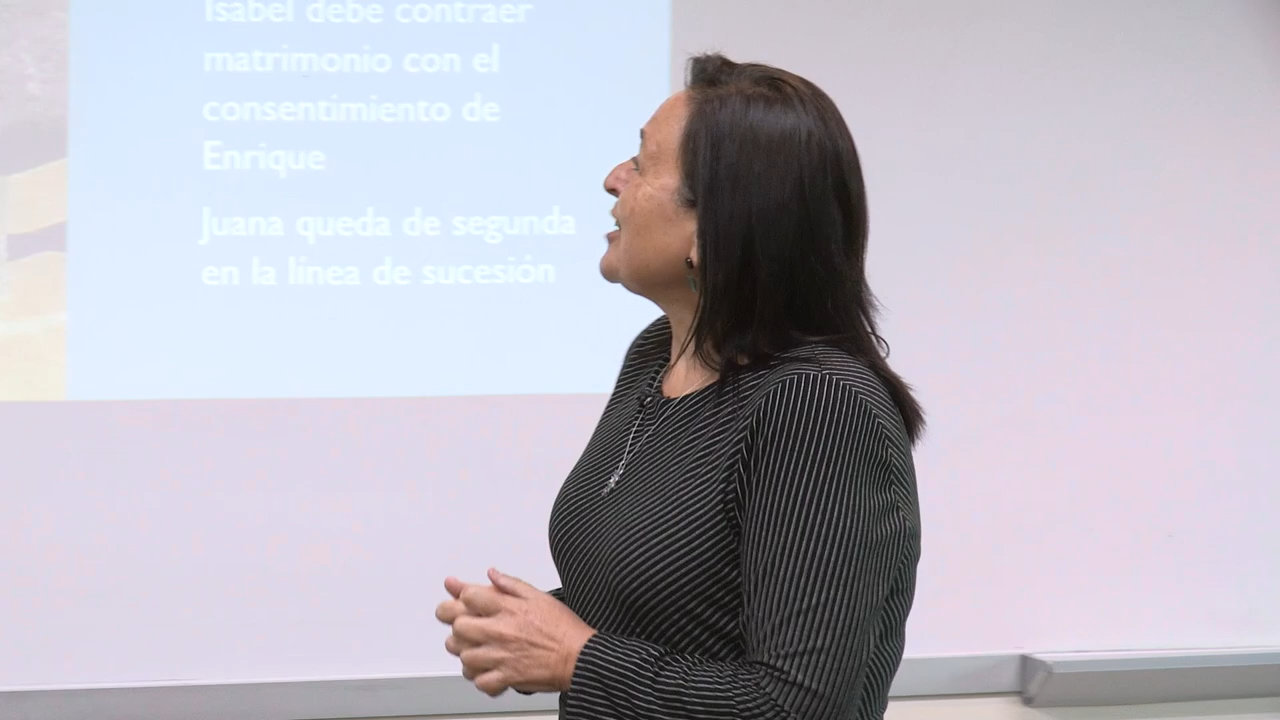 Isabel debe contraer
matrimonio con el
consentimiento de
Enrique
Juana queda de segunda
en la línea de sucesión